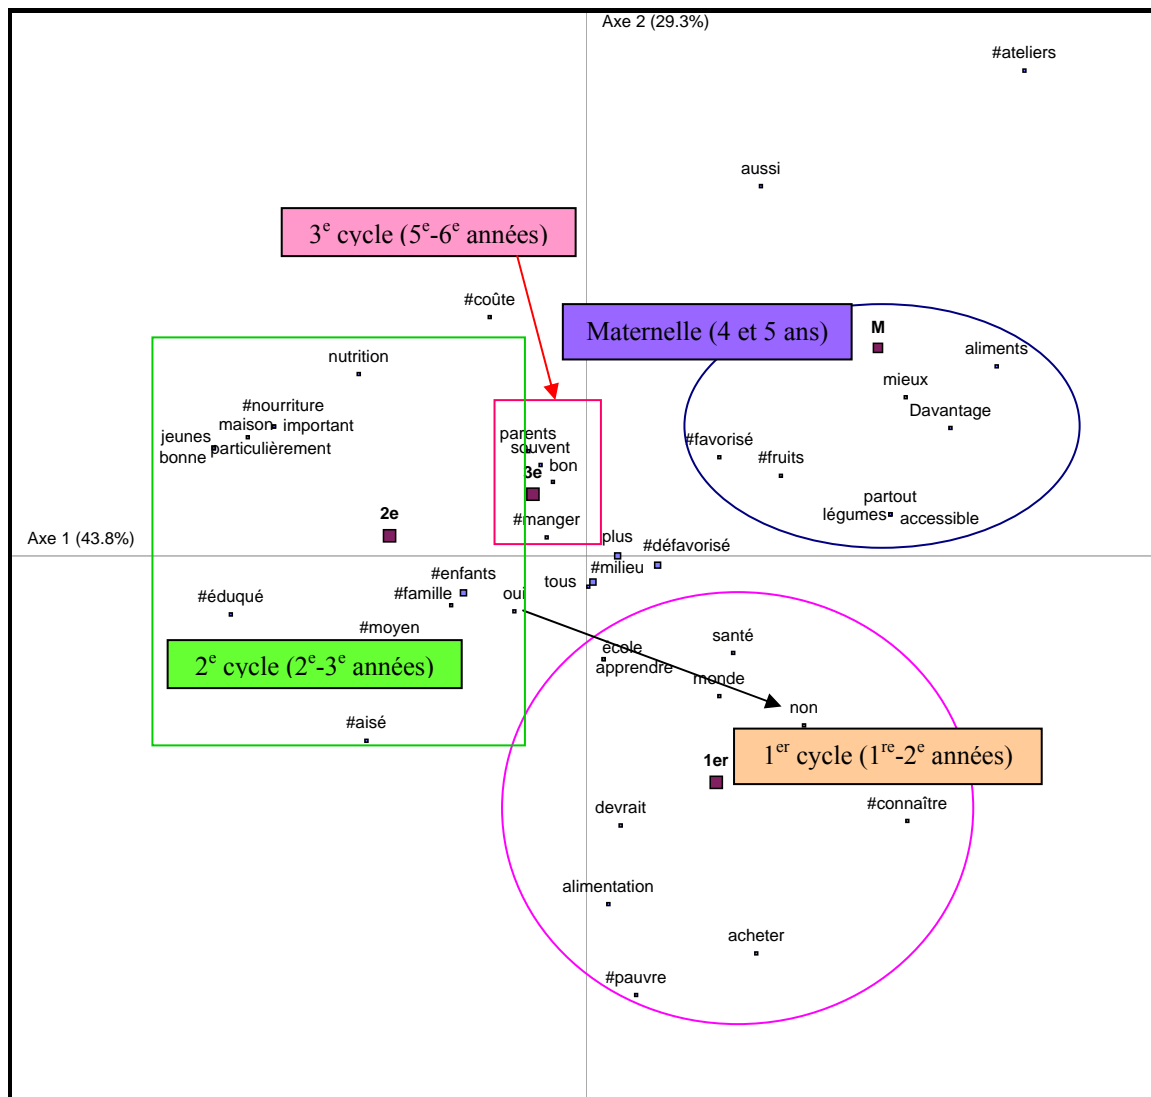 Axe 2 (29.3%)
#ateliers
aussi
3e cycle (5e-6e années)
#coûte
Maternelle (4 et 5 ans)
M
nutrition
aliments
mieux
#nourriture
Davantage
maison
important
jeunes
particulièrement
bonne
parents
souvent
bon
3e
#favorisé
#fruits
partout
légumes
accessible
2e
#manger
Axe 1 (43.8%)
plus
#défavorisé
#milieu
tous
#enfants
#famille
oui
#éduqué
#moyen
santé
ecole
apprendre
2e cycle (2e-3e années)
monde
non
#aisé
1er
1er cycle (1re-2e années)
devrait
#connaître
alimentation
acheter
#pauvre